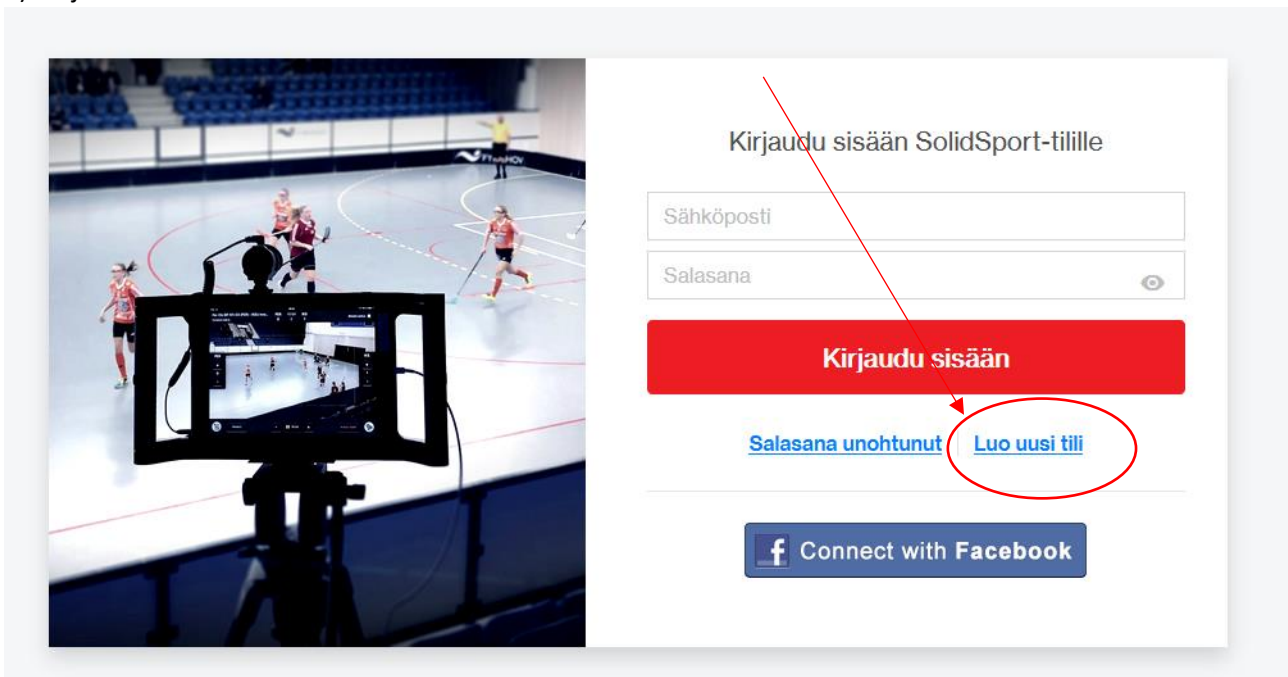 Kirjaudu sisään SolidSport-tilille
Sähköposti
Salasana
Kirjaudu sisään
Salasana unohtunut Luo uusi tili
f Connect with Facebook